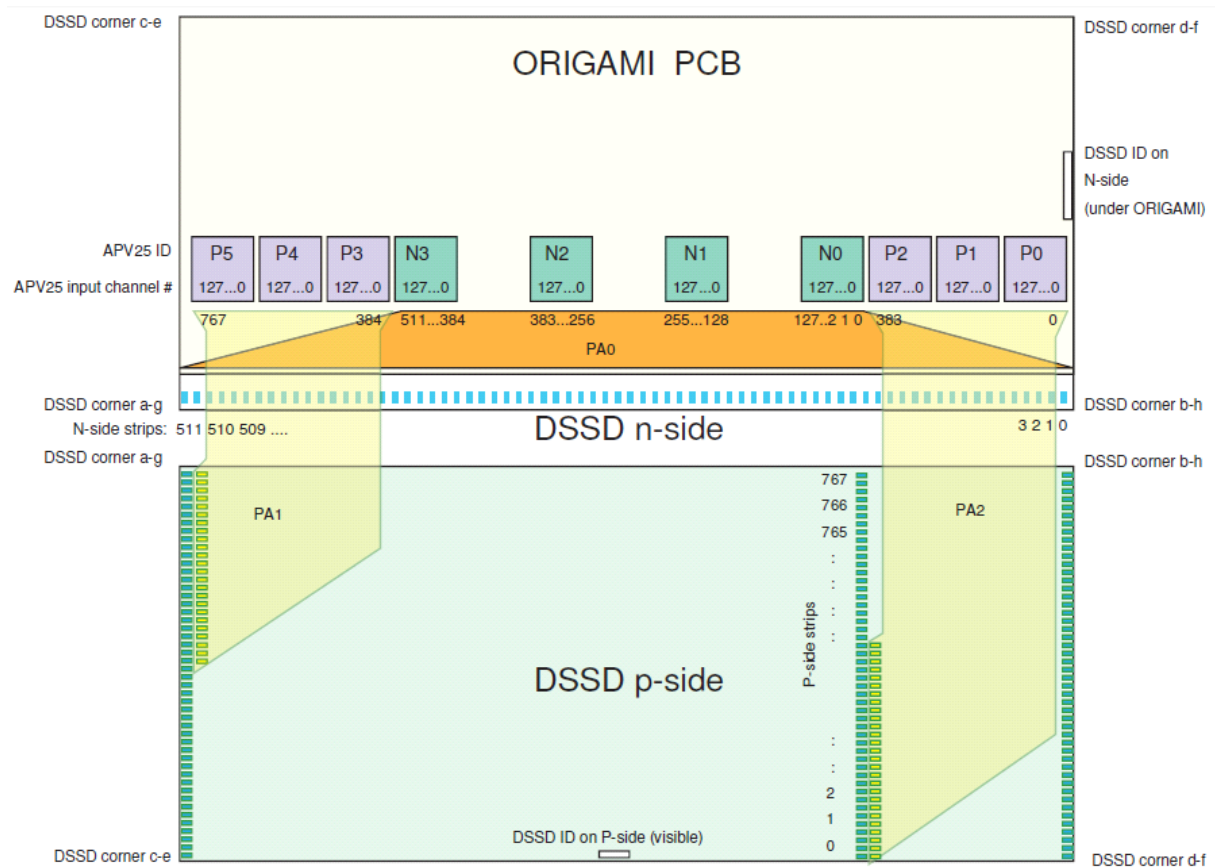 DSSD corner c-e
DSSD corner d-f
ORIGAMI PCB
DSSD ID on
N-side
(under ORIGAMI)
APV25 ID
P5 P4 P3 N3 N2 N1 N0 P2 P1 P0
APV25 input channel #
127...0 127...0 127...0 127...0 127...0 127...0 127...0 127...0 127...0 127...0
767 384 511...384 383...256 255...128 127..2 1 0 383 0
PA0
DSSD corner a-g
DSSD corner b-h
N-side strips: 511 510 509 ....
DSSD n-side
3 2 1 0
DSSD corner a-g
DSSD corner b-h
PA1
767
766
765
:
:
:
:
PA2
P-side strips
DSSD p-side
:
:
2
1
0
DSSD ID on P-side (visible)
DSSD corner c-e
DSSD corner d-f